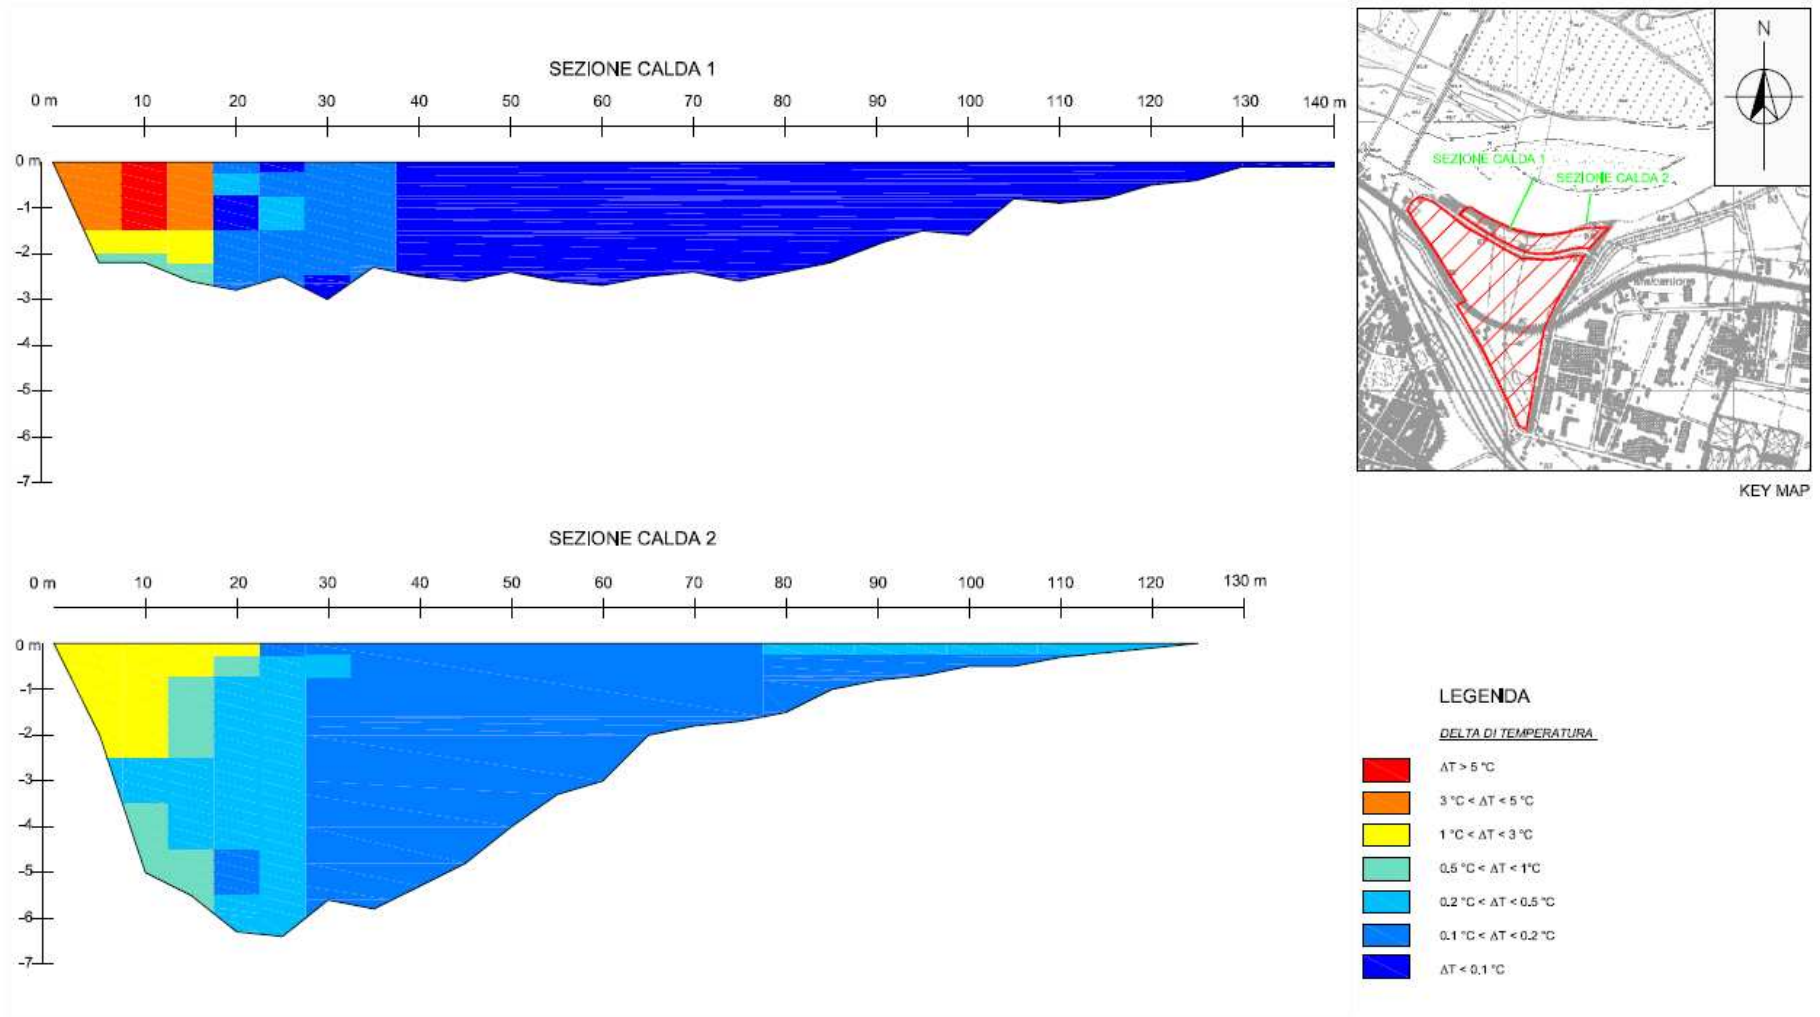 SEZIONE CALDA 1
0 m 10 20 30 40 50 60 70 80 90 100 110 120 130 140 m
0 m
-1
-2
-3
-4
-5
-6
-7
N
SEZIONE CALDA 1
SEZIONE CALDA 2
KEY MAP
SEZIONE CALDA 2
0 m 10 20 30 40 50 60 70 80 90 100 110 120 130 m
0 m
-1
-2
-3
-4
-5
-6
-7
LEGENDA
DELTA DI TEMPERATURA
ΔT > 5 °C
3 °C < ΔT < 5 °C
1 °C < ΔT < 3 °C
0.5 °C < ΔT < 1°C
0.2 °C < ΔT < 0.5 °C
0.1 °C < ΔT < 0.2 °C
ΔT < 0.1 °C